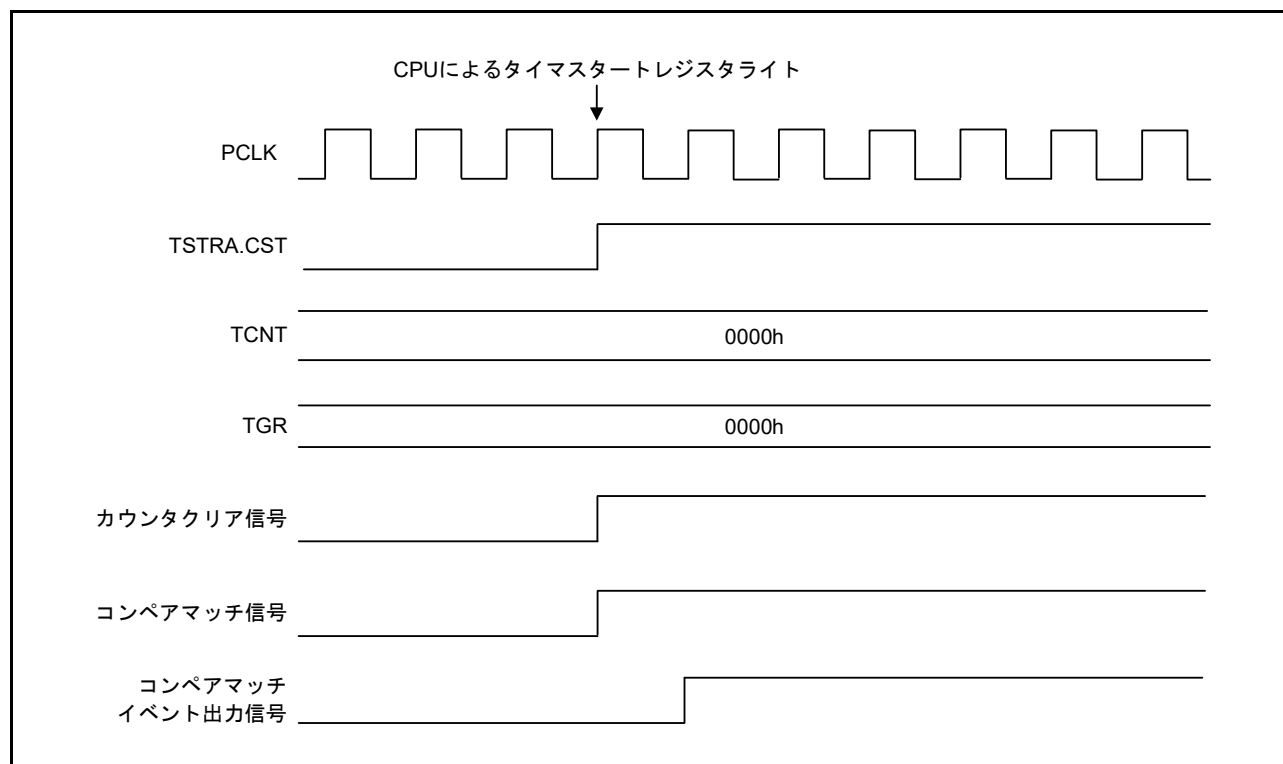 CPUによるタイマスタートレジスタライト
PCLK
TSTRA.CST
TCNT
0000h
TGR
0000h
カウンタクリア信号
コンペアマッチ信号
コンペアマッチ
イベント出力信号